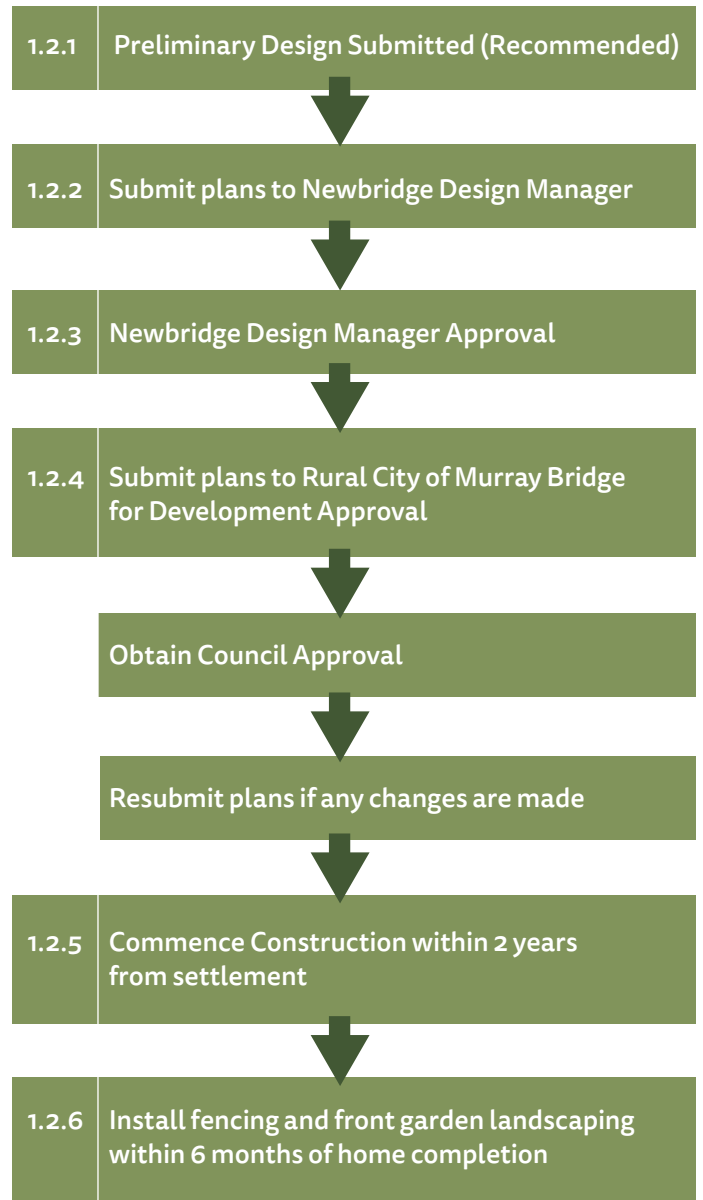 1.2.1 Preliminary Design Submitted (Recommended)
1.2.2 Submit plans to Newbridge Design Manager
1.2.3 Newbridge Design Manager Approval
1.2.4 Submit plans to Rural City of Murray Bridge
for Development Approval
Obtain Council Approval
Resubmit plans if any changes are made
1.2.5 Commence Construction within 2 years
from settlement
1.2.6 Install fencing and front garden landscaping
within 6 months of home completion